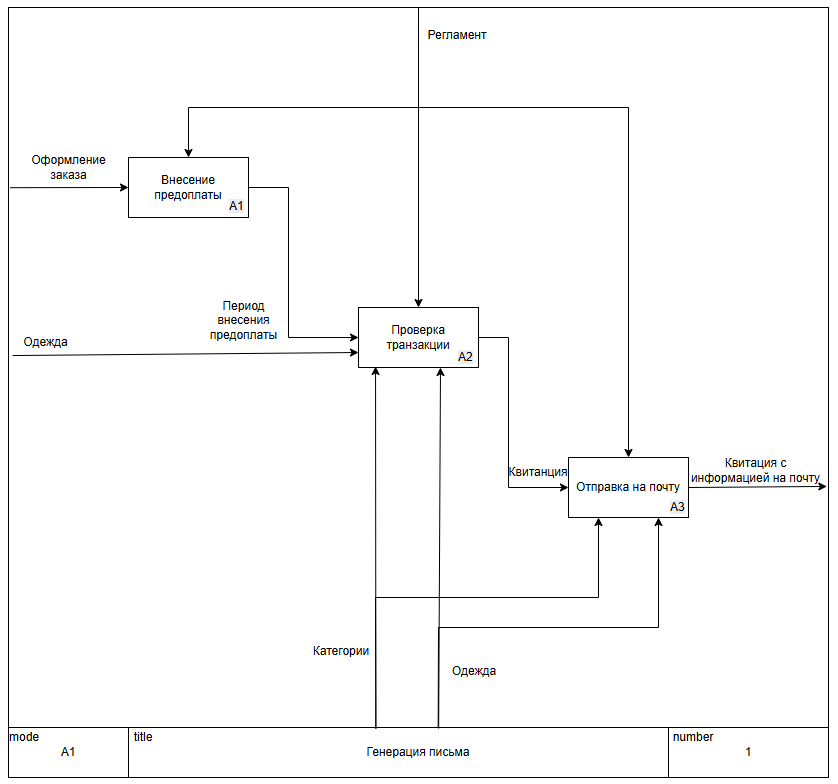 Регламент
Оформление
заказа
Внесение
предоплаты
A1
Период
внесения
предоплаты
Одежда
Проверка
транзакции
A2
Квитанция
Отправка на почту
A3
Квитация с
информацией на почту
Категории
Одежда
mode
A1
title
Генерация письма
number
1